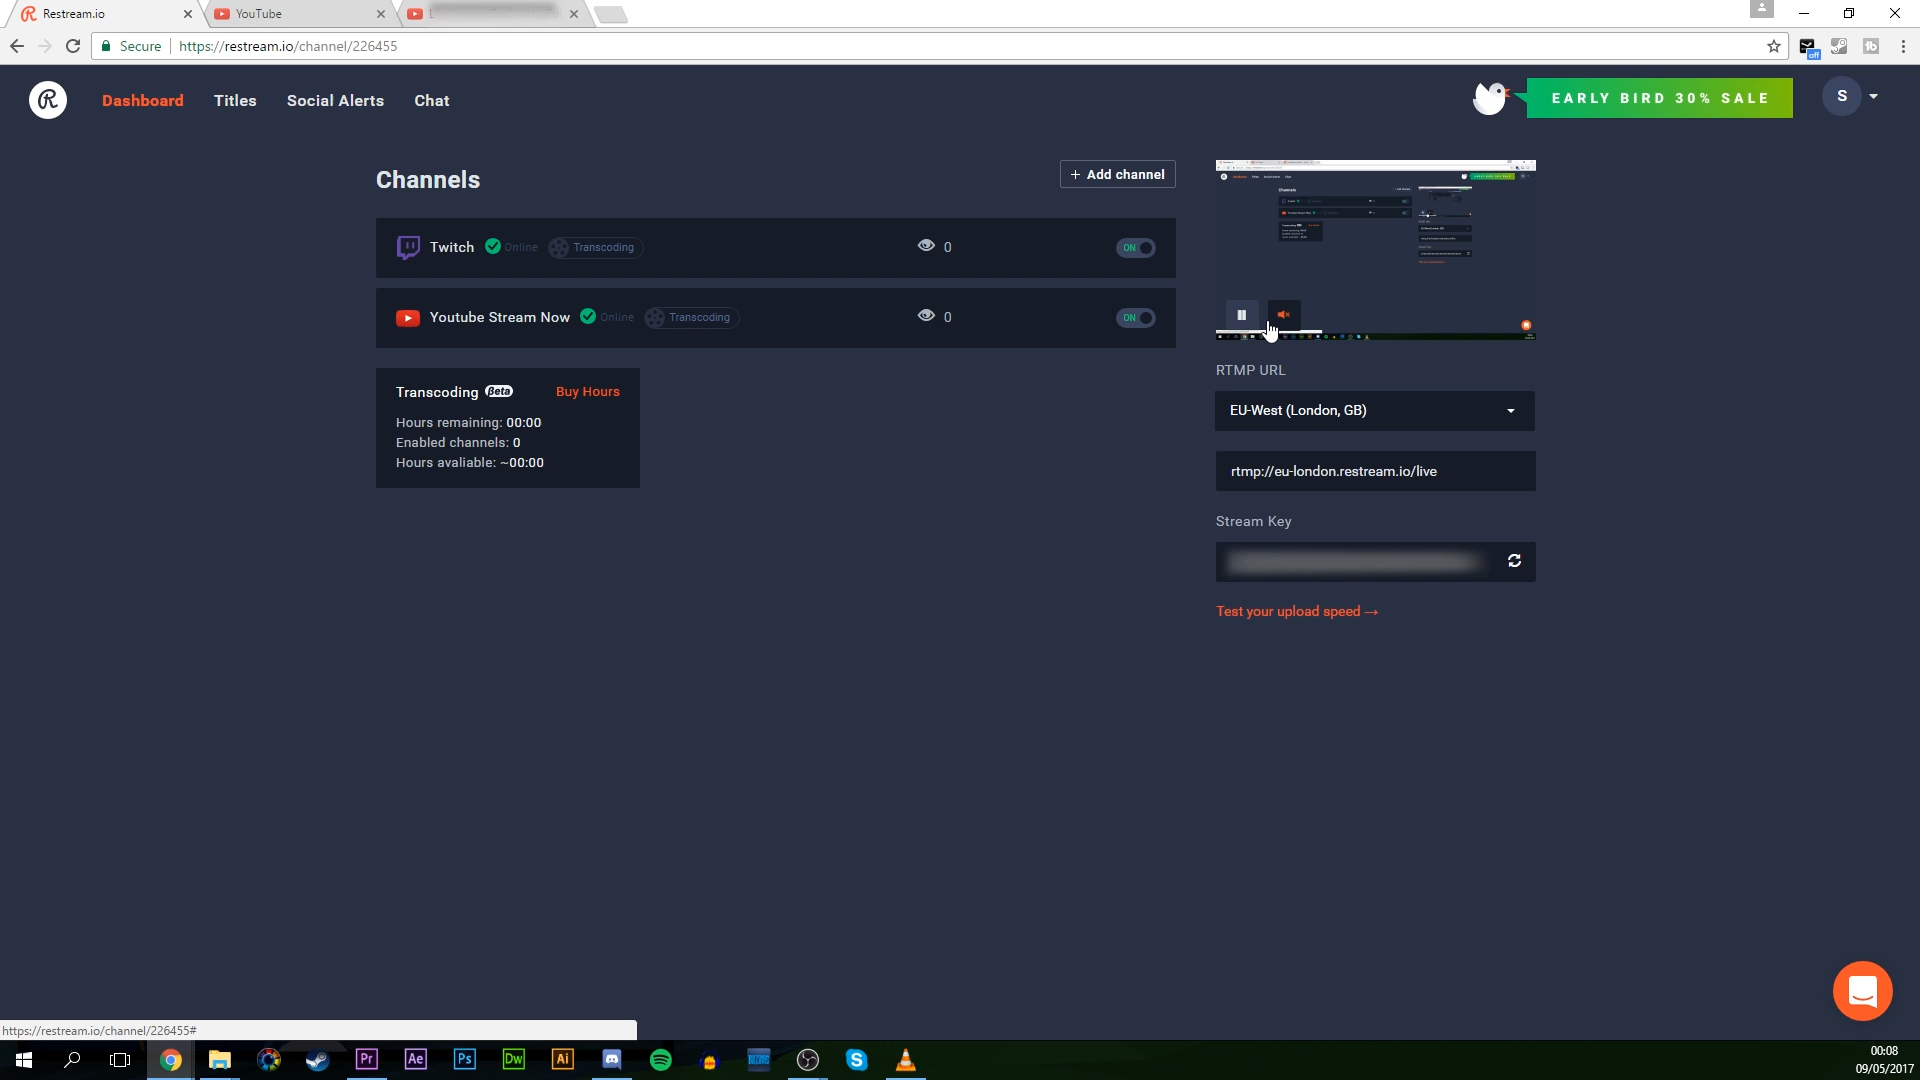 Restream.io
YouTube
Secure
https://restream.io/channel/226455
off
Dashboard
Titles
Social Alerts
Chat
EARLY BIRD 30% SALE
S
Channels
+ Add channel
Twitch
Online
Transcoding
0
ON
Youtube Stream Now
Online
Transcoding
0
ON
Transcoding βeta
Buy Hours
Hours remaining: 00:00
Enabled channels: 0
Hours avaliable: ~00:00
RTMP URL
EU-West (London, GB)
rtmp://eu-london.restream.io/live
Stream Key
Test your upload speed →
https://restream.io/channel/226455#
Pr
Ae
Ps
Dw
Ai
00:08
09/05/2017